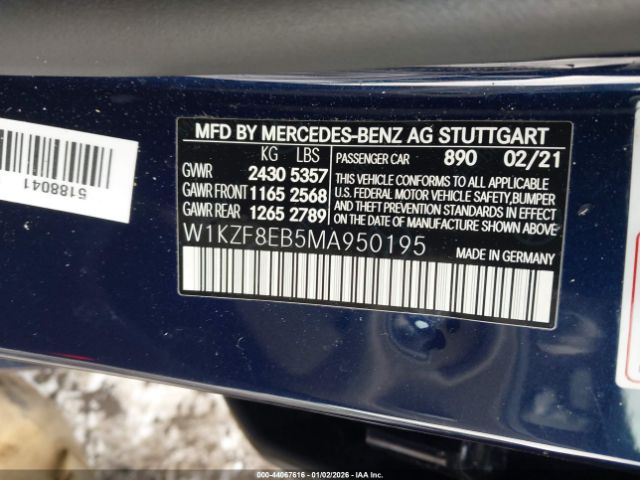 MFD BY MERCEDES-BENZ AG STUTTGART
KG LBS
GVWR 2430 5357
GAWR FRONT 1165 2568
GAWR REAR 1265 2789
PASSENGER CAR 890 02/21
THIS VEHICLE CONFORMS TO ALL APPLICABLE
U.S. FEDERAL MOTOR VEHICLE SAFETY, BUMPER
AND THEFT PREVENTION STANDARDS IN EFFECT
ON THE DATE OF MANUFACTURE SHOWN ABOVE
W1KZF8EB5MA950195
MADE IN GERMANY
5188041
000-44067616 - 01/02/2026 - IAAI.COM